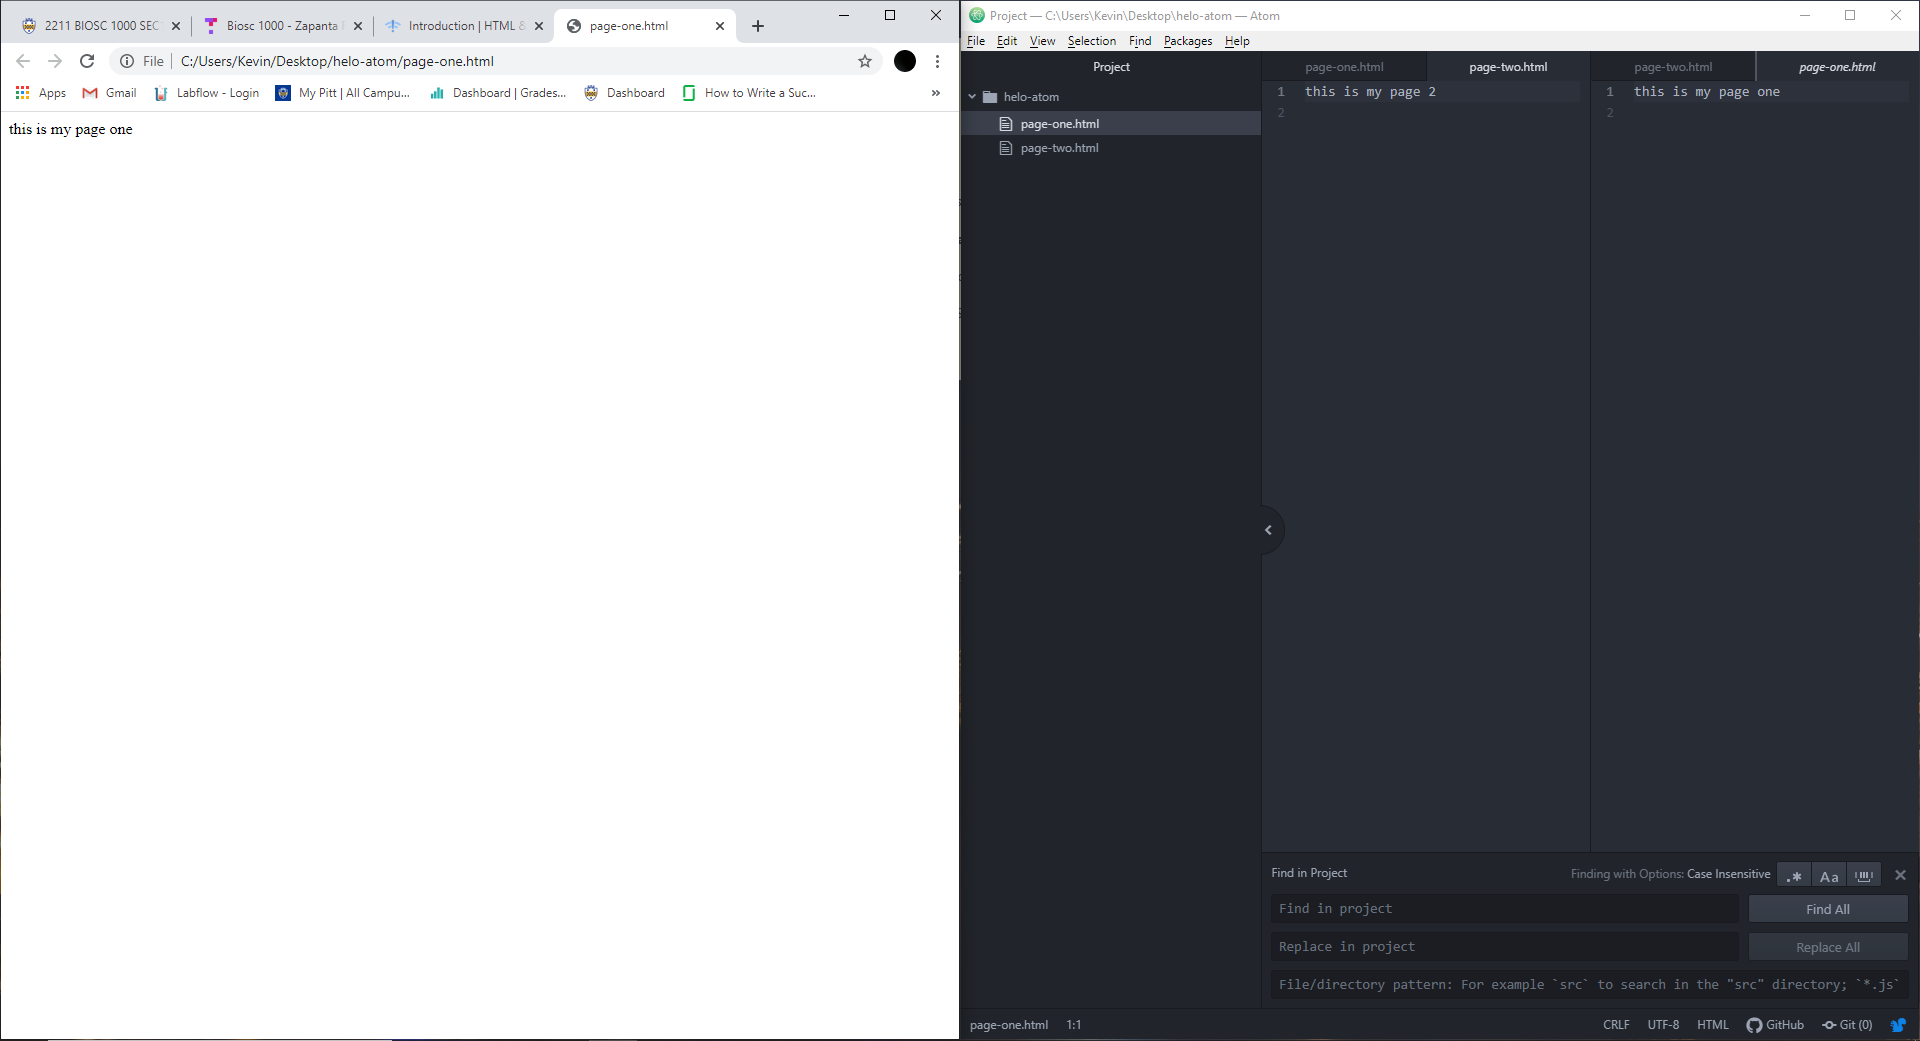 2211 BIOSC 1000 SEC
Biosc 1000 - Zapanta
Introduction | HTML &
page-one.html
File
C:/Users/Kevin/Desktop/helo-atom/page-one.html
Apps
Gmail
Labflow - Login
My Pitt | All Campu...
Dashboard | Grades...
Dashboard
How to Write a Suc...
»
this is my page one
Project — C:\Users\Kevin\Desktop\helo-atom — Atom
File Edit View Selection Find Packages Help
Project
helo-atom
page-one.html
page-two.html
page-one.html
page-two.html
1 this is my page 2
2
page-two.html
page-one.html
1 this is my page one
2
Find in Project
Finding with Options: Case Insensitive
.*
Aa
Find in project
Find All
Replace in project
Replace All
File/directory pattern: For example `src` to search in the "src" directory; `*.js`
page-one.html 1:1
CRLF UTF-8 HTML GitHub Git (0)